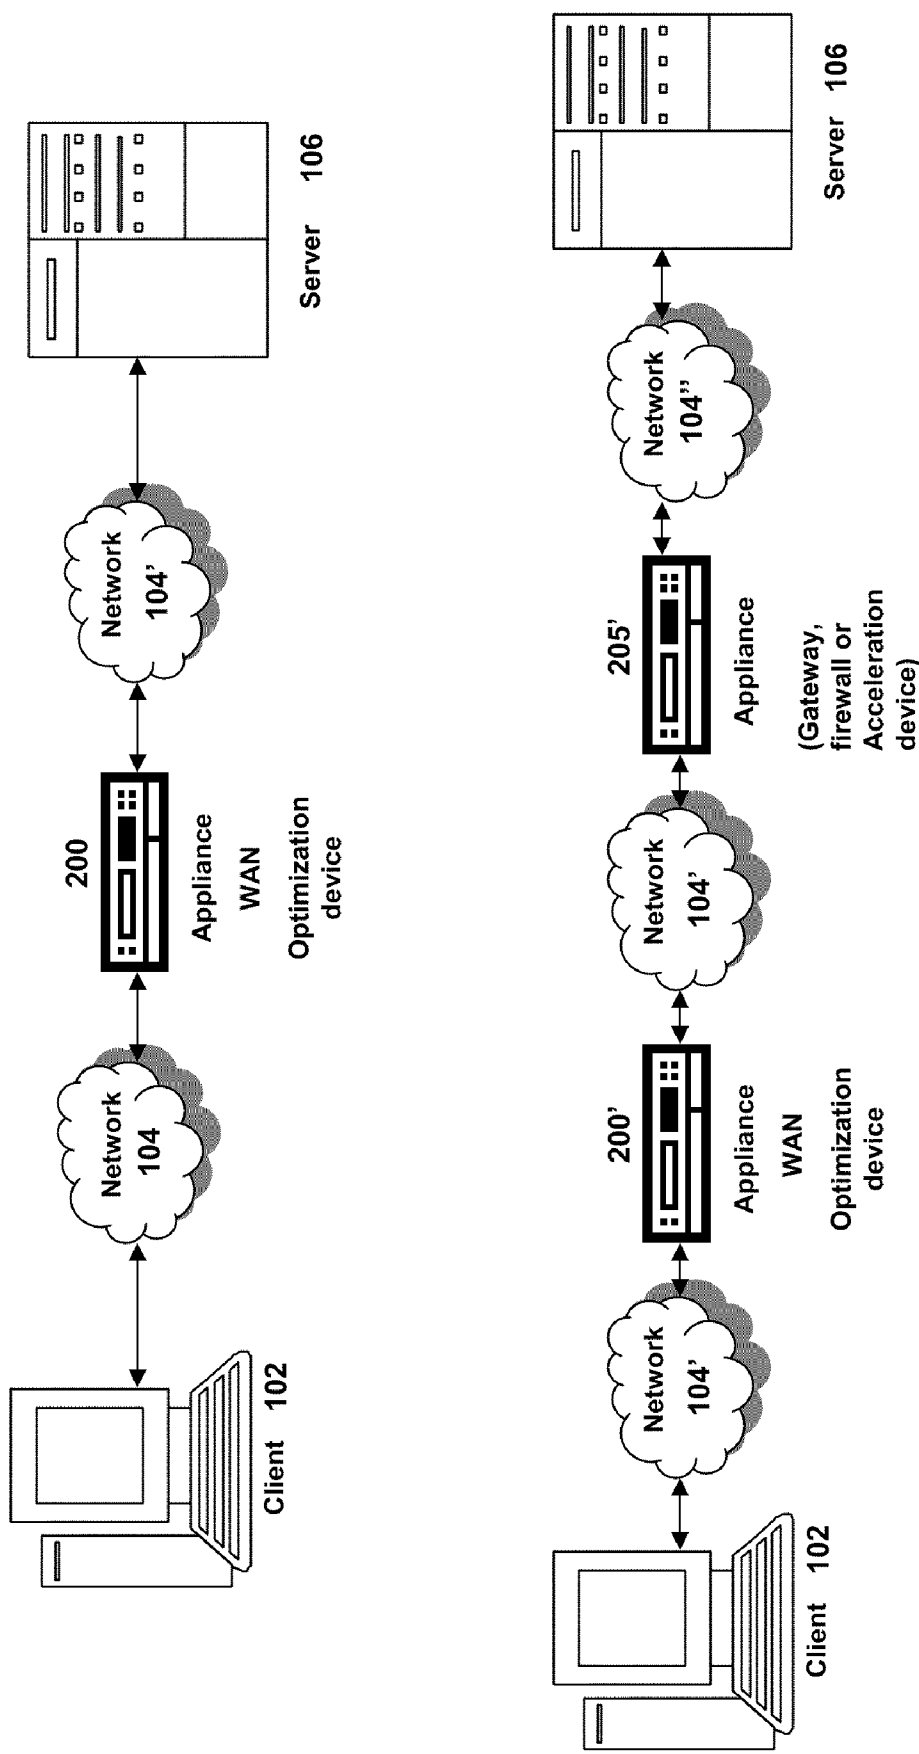 200
Appliance
WAN
Optimization
device
Client 102
Network
104
Network
104’
Server 106
200’
Appliance
WAN
Optimization
device
205’
Appliance
(Gateway,
firewall or
Acceleration
device)
Client 102
Network
104’
Network
104’
Network
104’’
Server 106